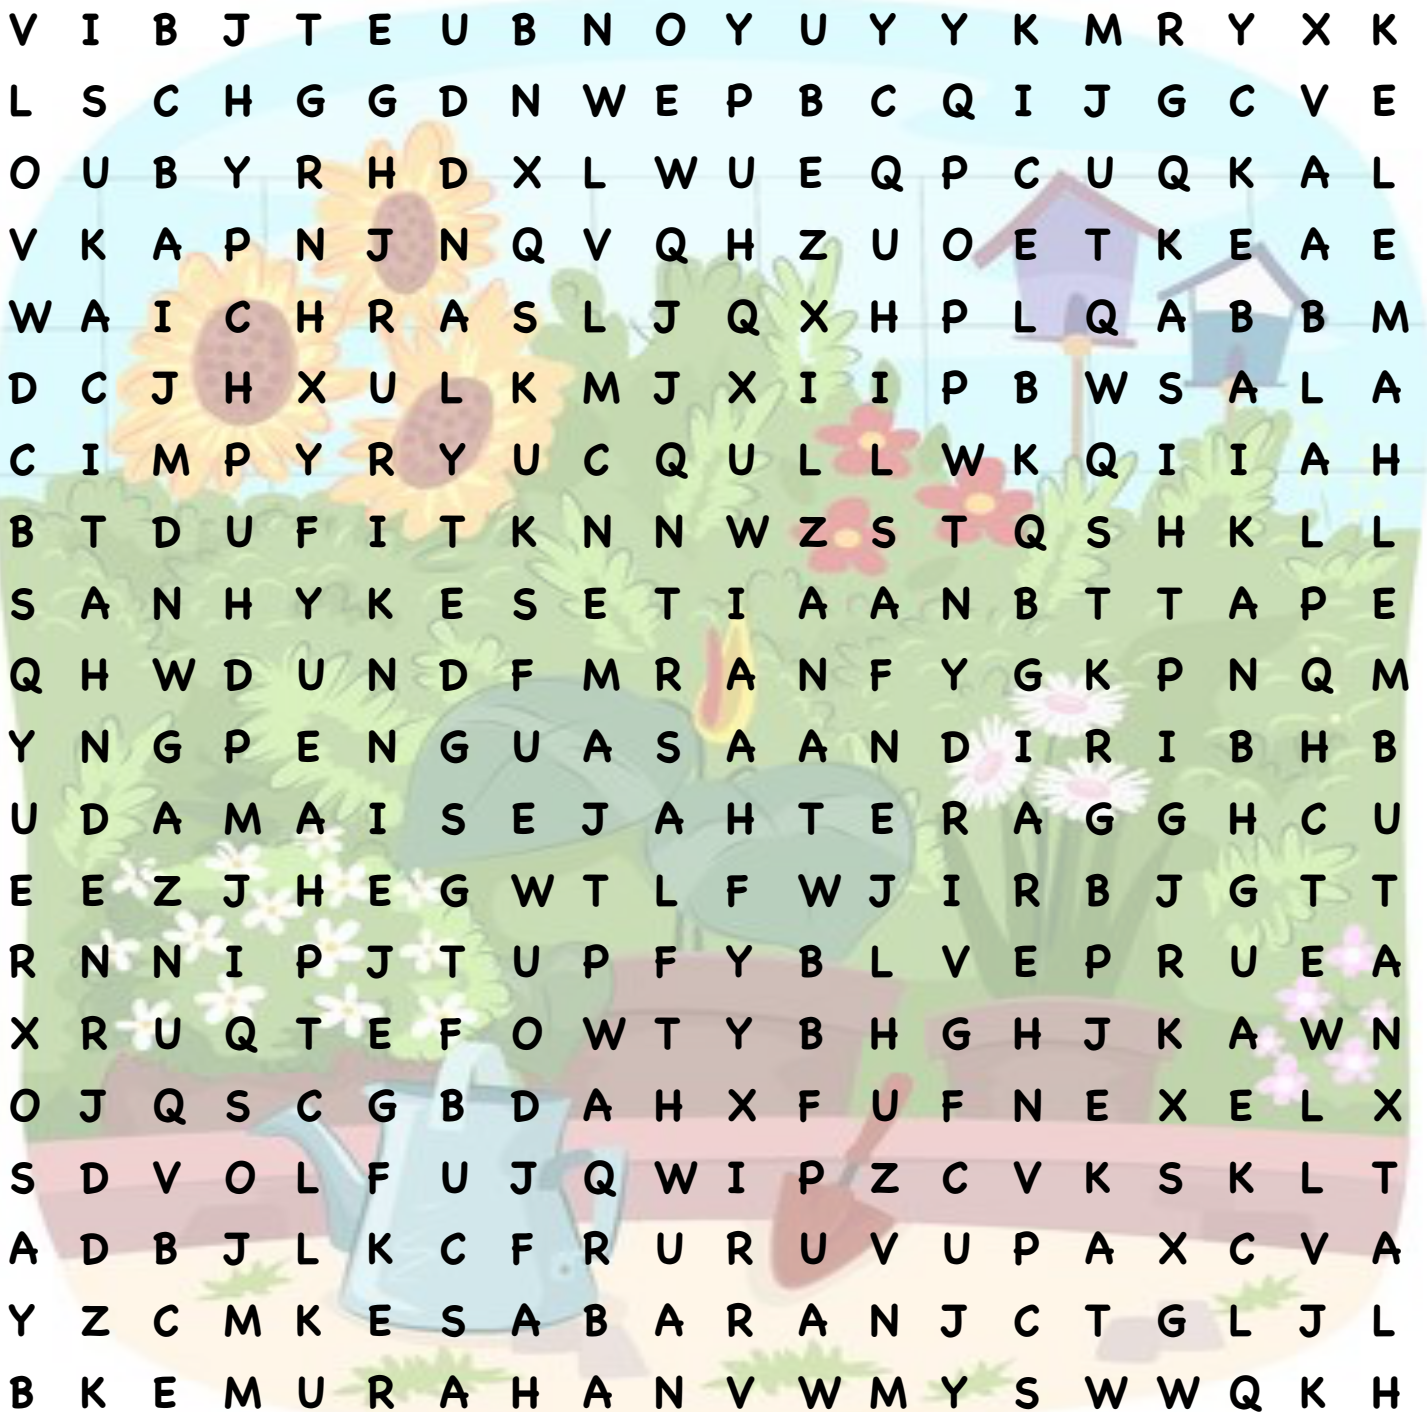 V I B J T E U B N O Y U Y Y K M R Y X K
L S C H G G D N W E P B C Q I J G C V E
O U B Y R H D X L W U E Q P C U Q K A L
V K A P N J N Q V Q H Z U O E T K E A E
W A I C H R A S L J Q X H P L Q A B B M
D C J H X U L K M J X I I P B W S A L A
C I M P Y R Y U C Q U L L W K Q I I A H
B T D U F I T K N N W Z S T Q S H K L L
S A N H Y K E S E T I A A N B T T A P E
Q H W D U N D F M R A N F Y G K P N Q M
Y N G P E N G U A S A A N D I R I B H B
U D A M A I S E J A H T E R A G G H C U
E E Z J H E G W T L F W J I R B J G T T
R N N I P J T U P F Y B L V E P R U E A
X R U Q T E F O W T Y B H G H J K A W N
O J Q S C G B D A H X F U F N E X E L X
S D V O L F U J Q W I P Z C V K S K L T
A D B J L K C F R U R U V U P A X C V A
Y Z C M K E S A B A R A N J C T G L J L
B K E M U R A H A N V W M Y S W W Q K H